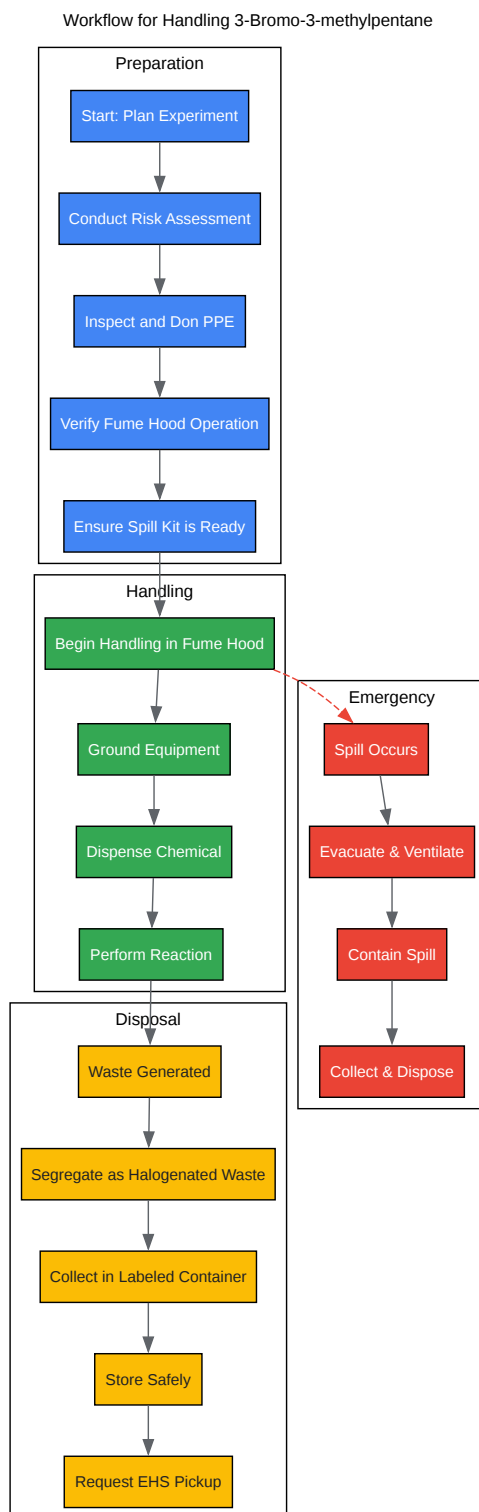 Workflow for Handling 3-Bromo-3-methylpentane
Preparation
Start: Plan Experiment
Conduct Risk Assessment
Inspect and Don PPE
Verify Fume Hood Operation
Ensure Spill Kit is Ready
Handling
Begin Handling in Fume Hood
Ground Equipment
Dispense Chemical
Perform Reaction
Emergency
Spill Occurs
Evacuate & Ventilate
Contain Spill
Collect & Dispose
Disposal
Waste Generated
Segregate as Halogenated Waste
Collect in Labeled Container
Store Safely
Request EHS Pickup